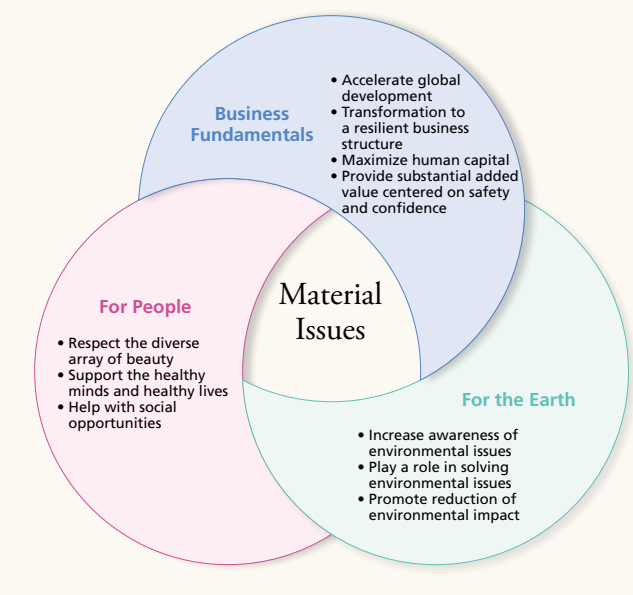 Business
Fundamentals
• Accelerate global
development
• Transformation to
a resilient business
structure
• Maximize human capital
• Provide substantial added
value centered on safety
and confidence
Material
Issues
For People
• Respect the diverse
array of beauty
• Support the healthy
minds and healthy lives
• Help with social
opportunities
For the Earth
• Increase awareness of
environmental issues
• Play a role in solving
environmental issues
• Promote reduction of
environmental impact